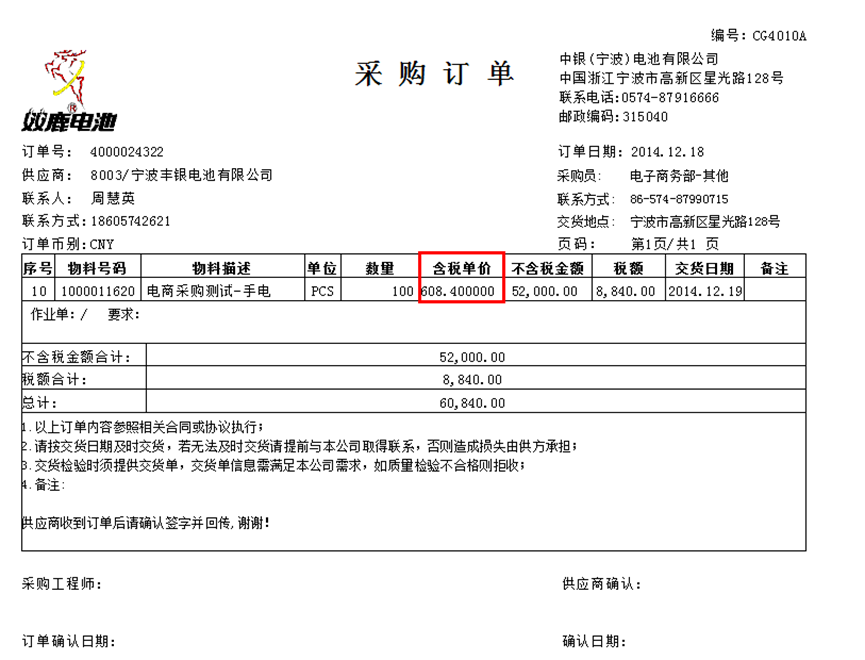 编号: CG4010A
采购订单
中银(宁波)电池有限公司
中国浙江宁波市高新区星光路128号
联系电话:0574-87916666
邮政编码:315040
®
双鹿电池
订单号: 4000024322 订单日期: 2014.12.18
供应商: 8003/宁波丰银电池有限公司 采购员: 电子商务部-其他
联系人: 周慧英 联系方式: 86-574-87990715
联系方式:18605742621 交货地点: 宁波市高新区星光路128号
订单币别:CNY 页码: 第1页/共1 页
序号 物料号码 物料描述 单位 数量 含税单价 不含税金额 税额 交货日期 备注
10 1000011620 电商采购测试-手电 PCS 100 608.400000 52,000.00 8,840.00 2014.12.19
作业单:/ 要求:
不含税金额合计: 52,000.00
税额合计: 8,840.00
总计: 60,840.00
1.以上订单内容参照相关合同或协议执行;
2.请按交货日期及时交货,若无法及时交货请提前与本公司取得联系,否则造成损失由供方承担;
3.交货检验时须提供交货单,交货单信息需满足本公司需求,如质量检验不合格则拒收;
4.备注:
供应商收到订单后请确认签字并回传,谢谢!
采购工程师: 供应商确认:
订单确认日期: 确认日期: